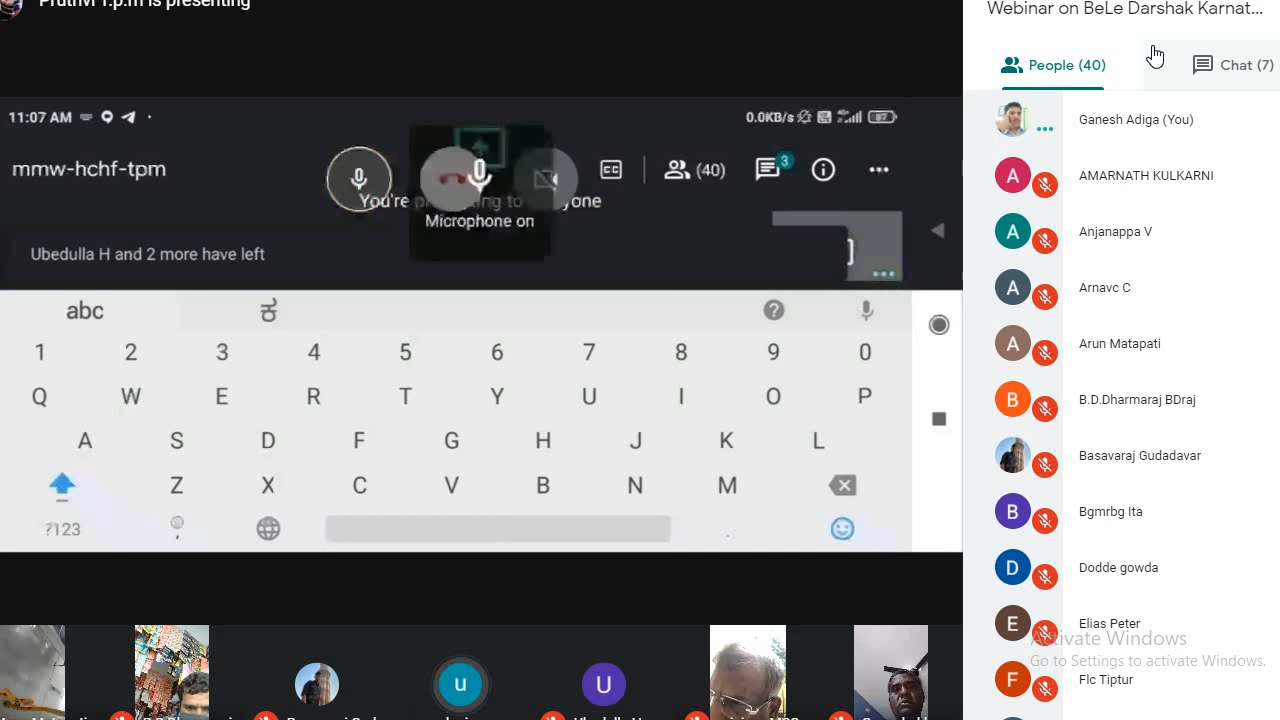 Pruthvi T.p.m is presenting
Webinar on BeLe Darshak Karnat...
People (40)
Chat (7)
11:07 AM
0.0KB/s
87
mmw-hchf-tpm
CC
(40)
3
Microphone on
Ubedulla H and 2 more have left
abc
ಕ
?
1 2 3 4 5 6 7 8 9 0
Q W E R T Y U I O P
A S D F G H J K L
Z X C V B N M
?123
Ganesh Adiga (You)
A AMARNATH KULKARNI
A Anjanappa V
A Arnavc C
A Arun Matapati
B B.D.Dharmaraj BDraj
Basavaraj Gudadavar
B Bgmrbg Ita
D Dodde gowda
E Elias Peter
F Flc Tiptur
Activate Windows
Go to Settings to activate Windows.
u
U